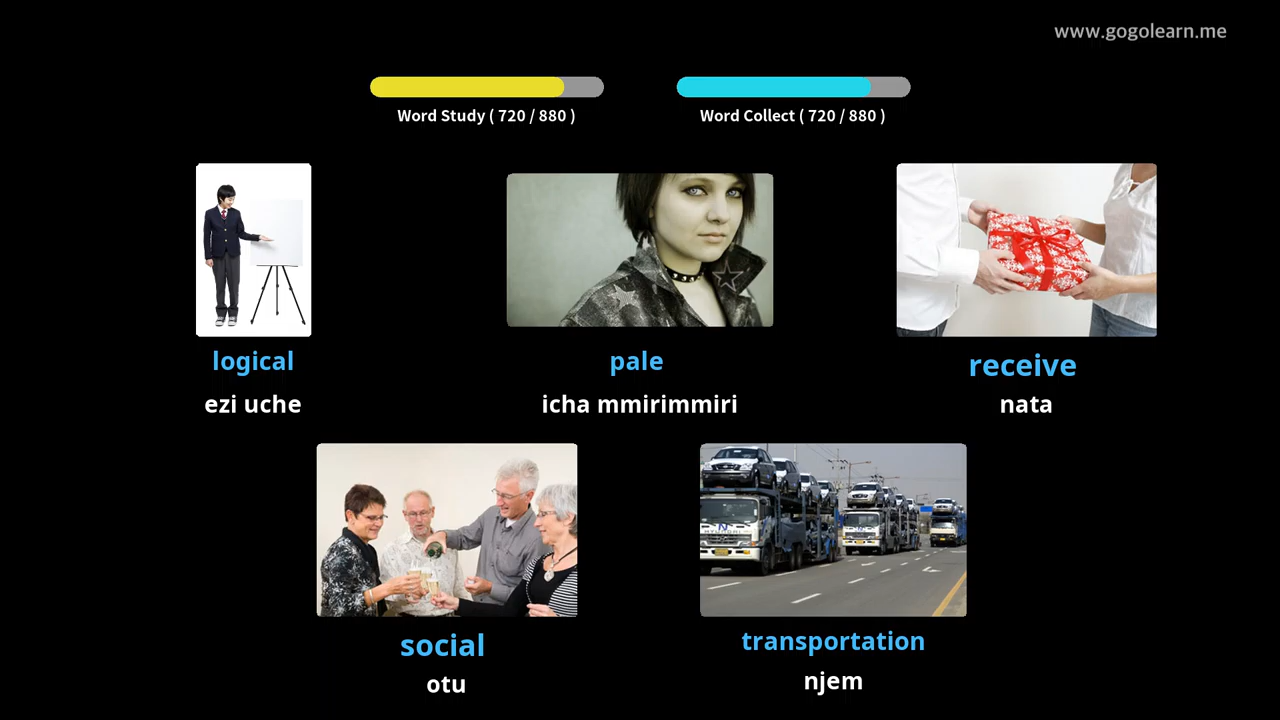 www.gogolearn.me
Word Study ( 720 / 880 )
Word Collect ( 720 / 880 )
logical
ezi uche
pale
icha mmirimmiri
receive
nata
social
otu
transportation
njem